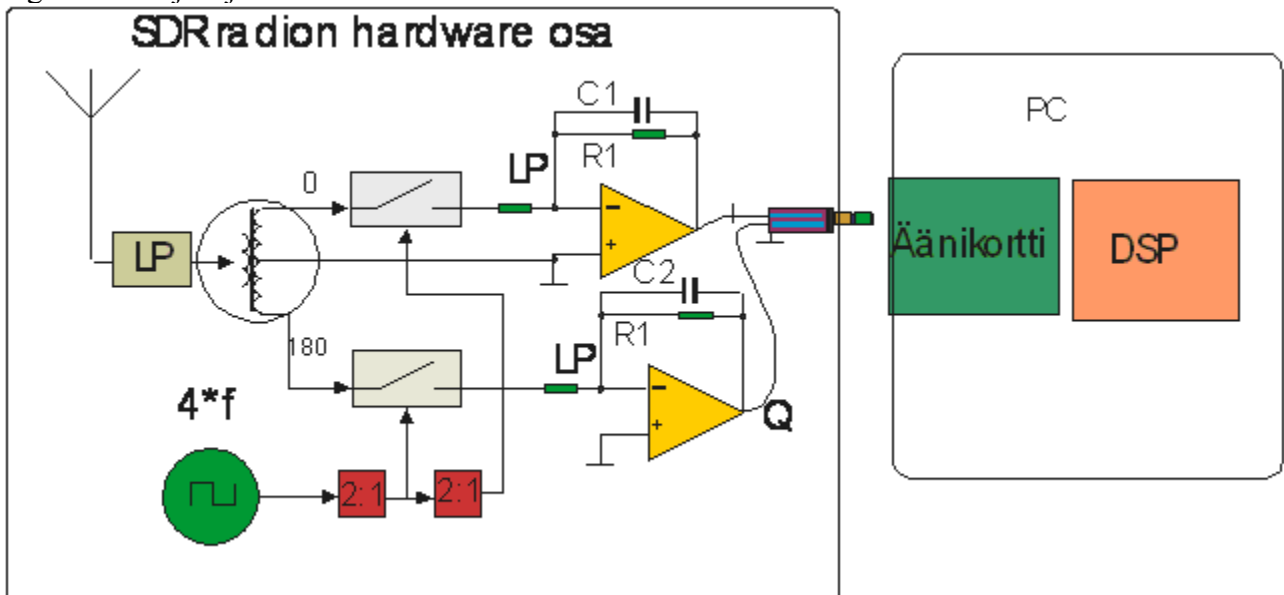 SDR radion hardware osa
C1
R1
LP
0
LP
I
PC
Äänikortti
DSP
C2
R1
LP
180
4*f
Q
2:1
2:1